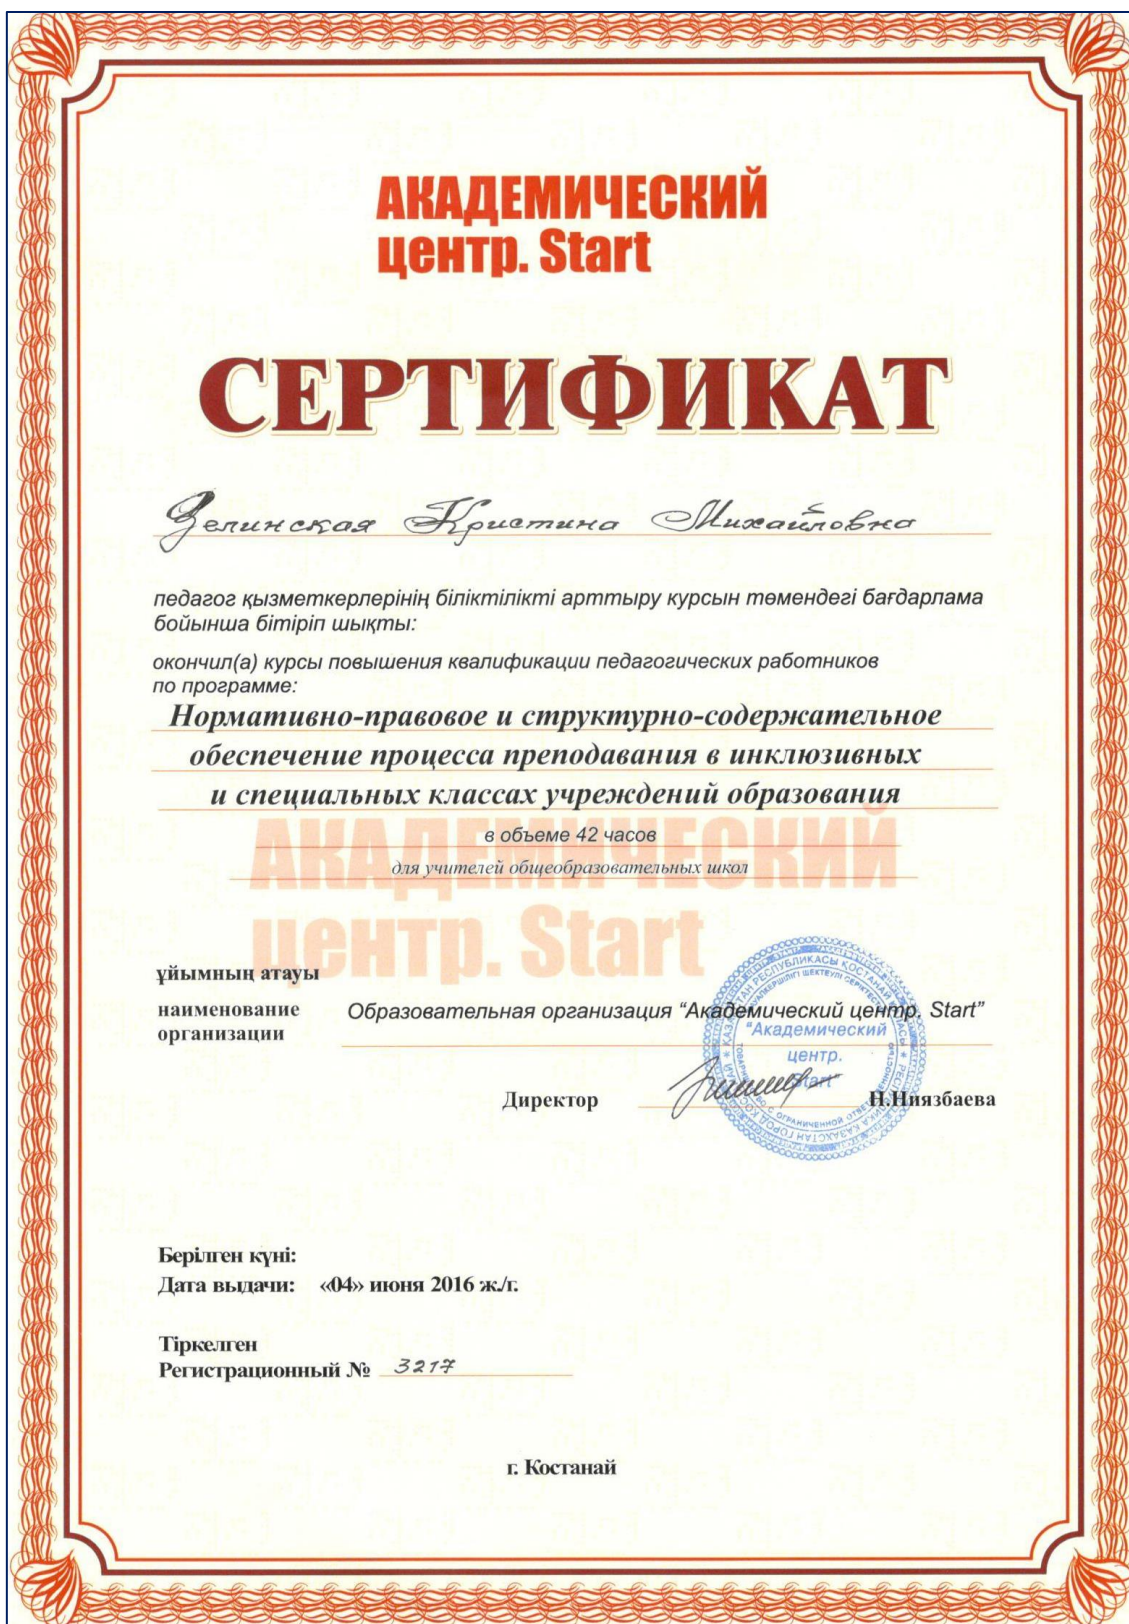 АКАДЕМИЧЕСКИЙ
центр. Start
СЕРТИФИКАТ
Зелинская Кристина Михайловна
педагог қызметкерлерінің біліктілікті арттыру курсын төмендегі бағдарлама
бойынша бітіріп шықты:
окончил(а) курсы повышения квалификации педагогических работников
по программе:
Нормативно-правовое и структурно-содержательное
обеспечение процесса преподавания в инклюзивных
и специальных классах учреждений образования
в объеме 42 часов
для учителей общеобразовательных школ
АКАДЕМИЧЕСКИЙ
центр. Start
ұйымның атауы
наименование
организации
Образовательная организация "Академический центр. Start"
"Академический
центр.
Start"
Директор
Н.Ниязбаева
Берілген күні:
Дата выдачи: «04» июня 2016 ж./г.
Тіркелген
Регистрационный № 3217
г. Костанай